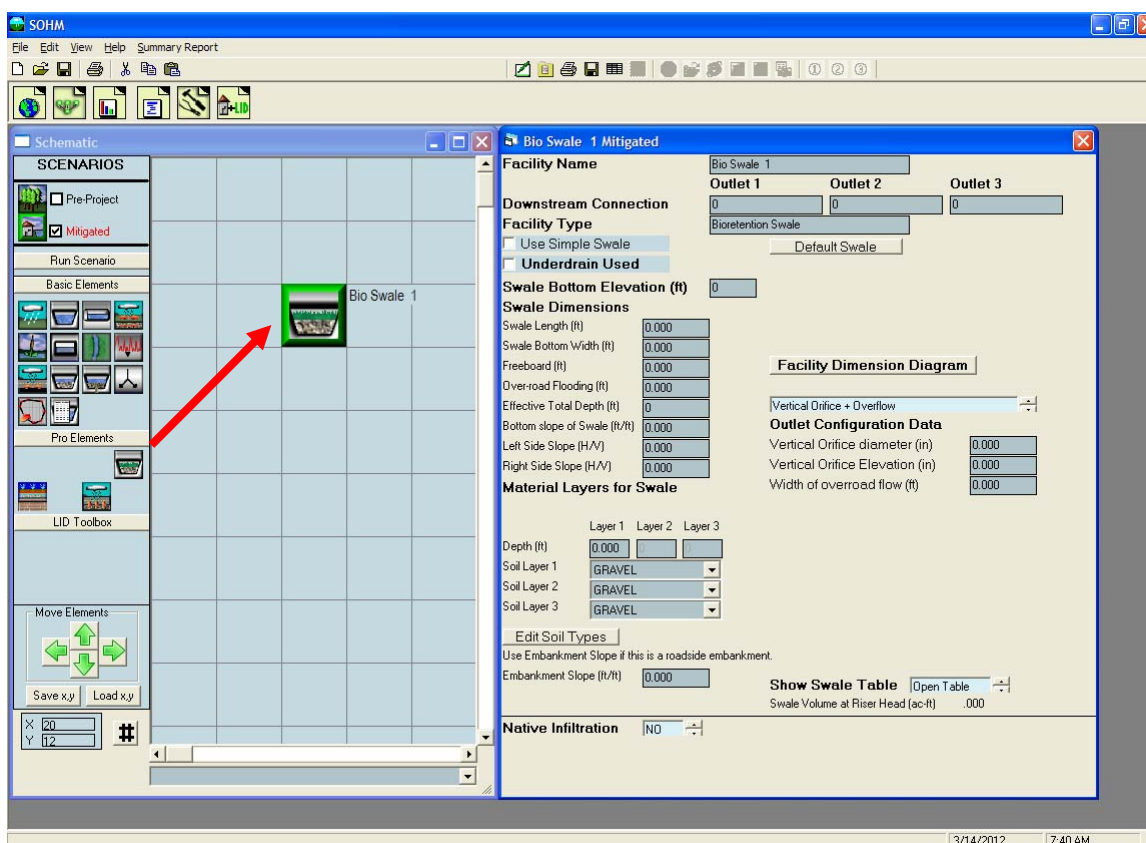 SOHM
File Edit View Help Summary Report
+LID
Schematic
SCENARIOS
Pre-Project
Mitigated
Run Scenario
Basic Elements
Pro Elements
LID Toolbox
Move Elements
Save x,y Load x,y
X 20
Y 12
#
Bio Swale 1
Bio Swale 1 Mitigated
Facility Name Bio Swale 1
Outlet 1 Outlet 2 Outlet 3
Downstream Connection 0 0 0
Facility Type Bioretention Swale
Use Simple Swale Default Swale
Underdrain Used
Swale Bottom Elevation (ft) 0
Swale Dimensions
Swale Length (ft) 0.000
Swale Bottom Width (ft) 0.000
Freeboard (ft) 0.000 Facility Dimension Diagram
Over-road Flooding (ft) 0.000
Effective Total Depth (ft) 0 Vertical Orifice + Overflow
Bottom slope of Swale (ft/ft) 0.000 Outlet Configuration Data
Left Side Slope (H/V) 0.000 Vertical Orifice diameter (in) 0.000
Right Side Slope (H/V) 0.000 Vertical Orifice Elevation (in) 0.000
Material Layers for Swale Width of overroad flow (ft) 0.000
Layer 1 Layer 2 Layer 3
Depth (ft) 0.000 0 0
Soil Layer 1 GRAVEL
Soil Layer 2 GRAVEL
Soil Layer 3 GRAVEL
Edit Soil Types
Use Embankment Slope if this is a roadside embankment.
Embankment Slope (ft/ft) 0.000 Show Swale Table Open Table
Swale Volume at Riser Head (ac-ft) .000
Native Infiltration NO
3/14/2012 7:40 AM